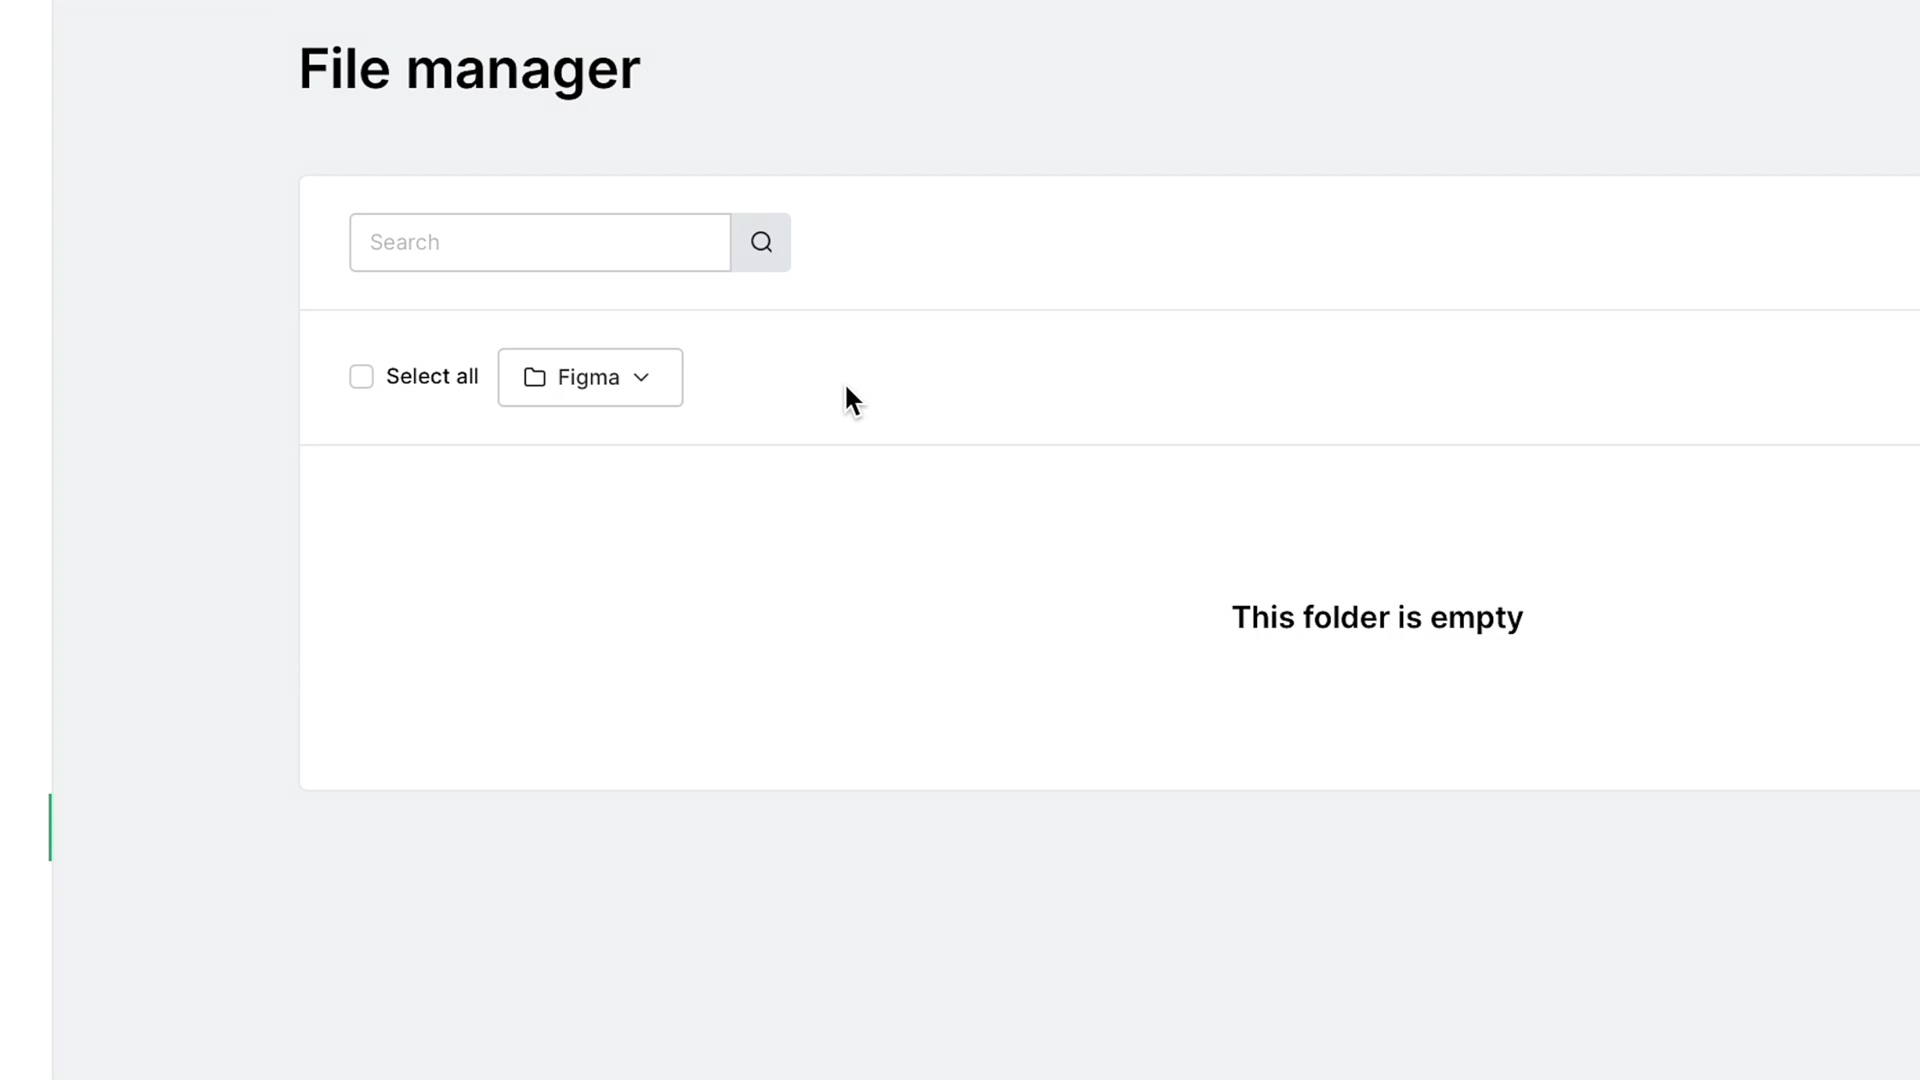 File manager
Search
Select all
Figma
This folder is empty